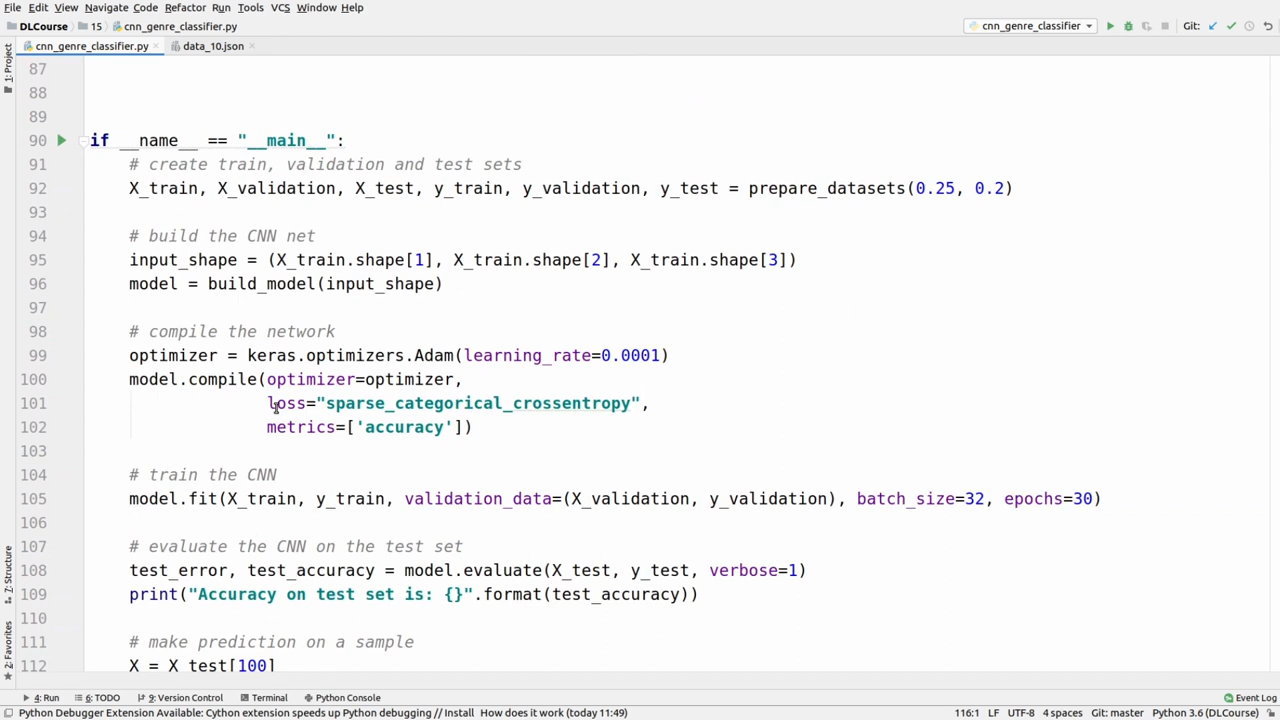 File Edit View Navigate Code Refactor Run Tools VCS Window Help
DLCourse 15 cnn_genre_classifier.py cnn_genre_classifier Git:
cnn_genre_classifier.py data_10.json
1: Project
87
88
89
90 if __name__ == "__main__":
91 # create train, validation and test sets
92 X_train, X_validation, X_test, y_train, y_validation, y_test = prepare_datasets(0.25, 0.2)
93
94 # build the CNN net
95 input_shape = (X_train.shape[1], X_train.shape[2], X_train.shape[3])
96 model = build_model(input_shape)
97
98 # compile the network
99 optimizer = keras.optimizers.Adam(learning_rate=0.0001)
100 model.compile(optimizer=optimizer,
101 loss="sparse_categorical_crossentropy",
102 metrics=['accuracy'])
103
104 # train the CNN
105 model.fit(X_train, y_train, validation_data=(X_validation, y_validation), batch_size=32, epochs=30)
106
107 # evaluate the CNN on the test set
108 test_error, test_accuracy = model.evaluate(X_test, y_test, verbose=1)
109 print("Accuracy on test set is: {}".format(test_accuracy))
110
111 # make prediction on a sample
112 X = X_test[100]
7: Structure
2: Favorites
4: Run 6: TODO 9: Version Control Terminal Python Console Event Log
Python Debugger Extension Available: Cython extension speeds up Python debugging // Install How does it work (today 11:49) 116:1 LF UTF-8 4 spaces Git: master Python 3.6 (DLCourse)